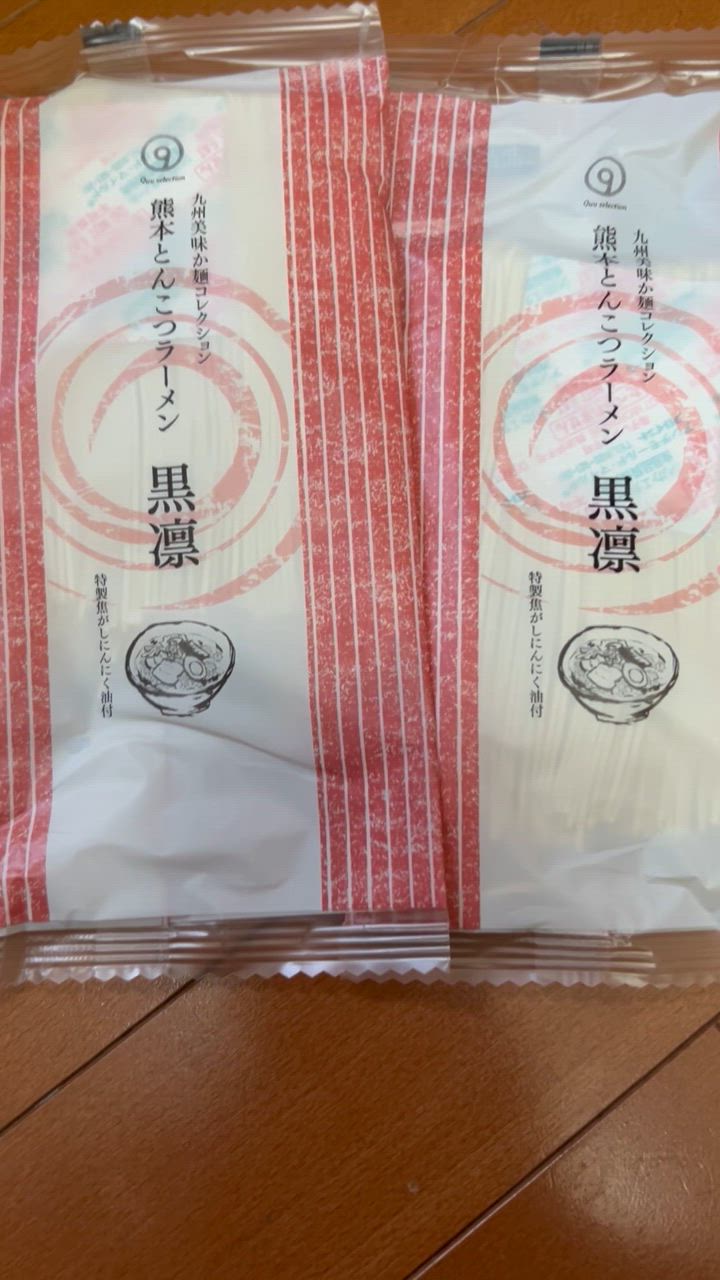 Quu selection
九州美味か麺コレクション
熊本とんこつラーメン 黒凛
特製焦がしにんにく油付
Quu selection
九州美味か麺コレクション
熊本とんこつラーメン 黒凛
特製焦がしにんにく油付